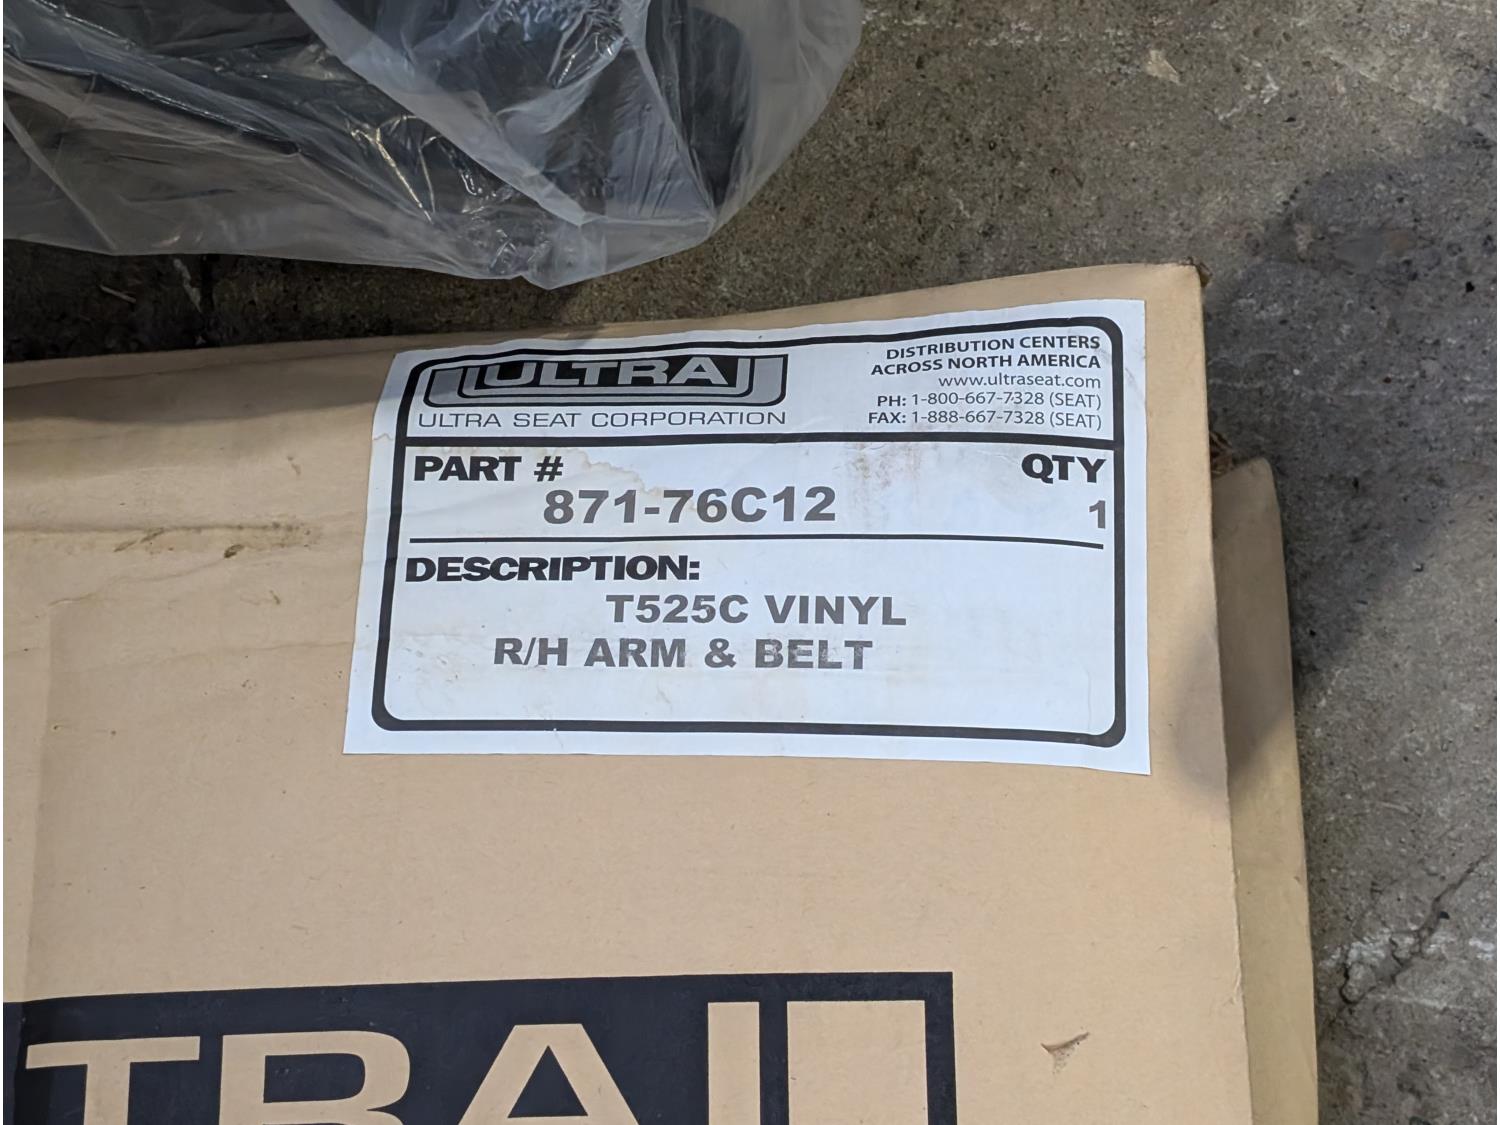 ULTRA
ULTRA SEAT CORPORATION
DISTRIBUTION CENTERS
ACROSS NORTH AMERICA
www.ultraseat.com
PH: 1-800-667-7328 (SEAT)
FAX: 1-888-667-7328 (SEAT)
PART #
871-76C12
QTY
1
DESCRIPTION:
T525C VINYL
R/H ARM & BELT
TRA